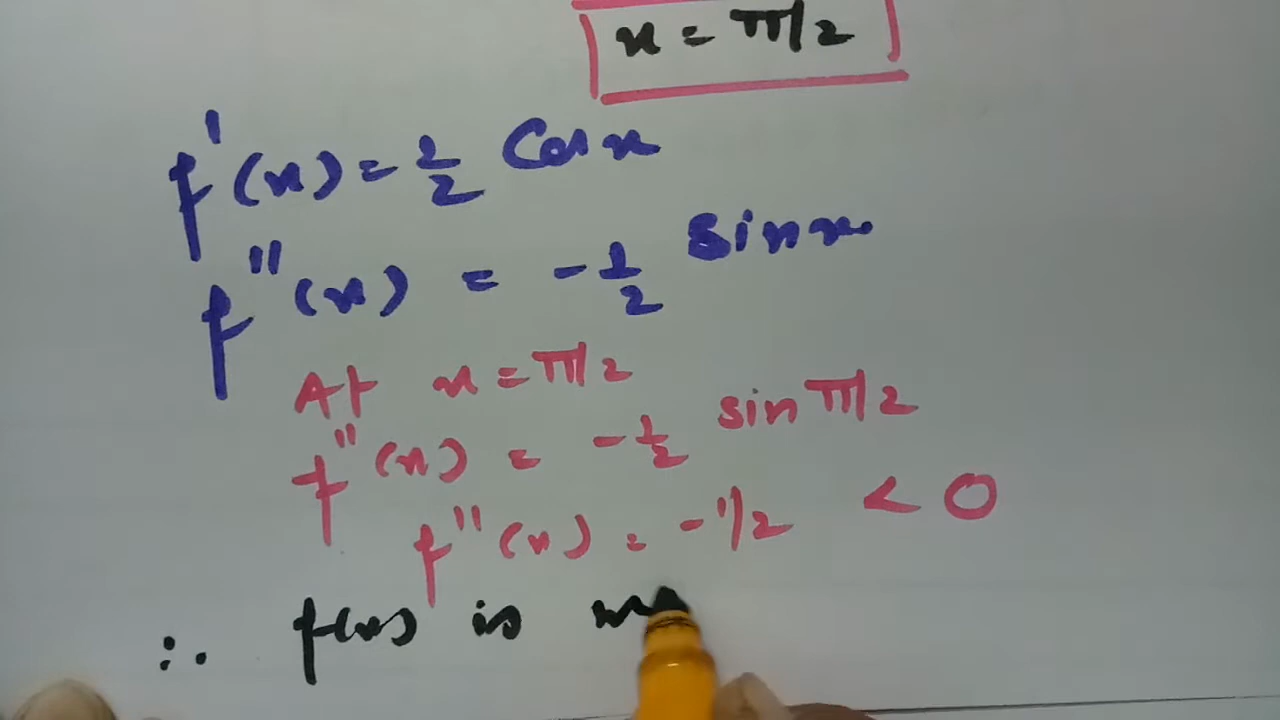 x = π/2
f'(x) = 1/2 Cos x
f''(x) = -1/2 sin x
At x = π/2
f''(x) = -1/2 sin π/2
f''(x) = -1/2 < 0
∴ f(x) is